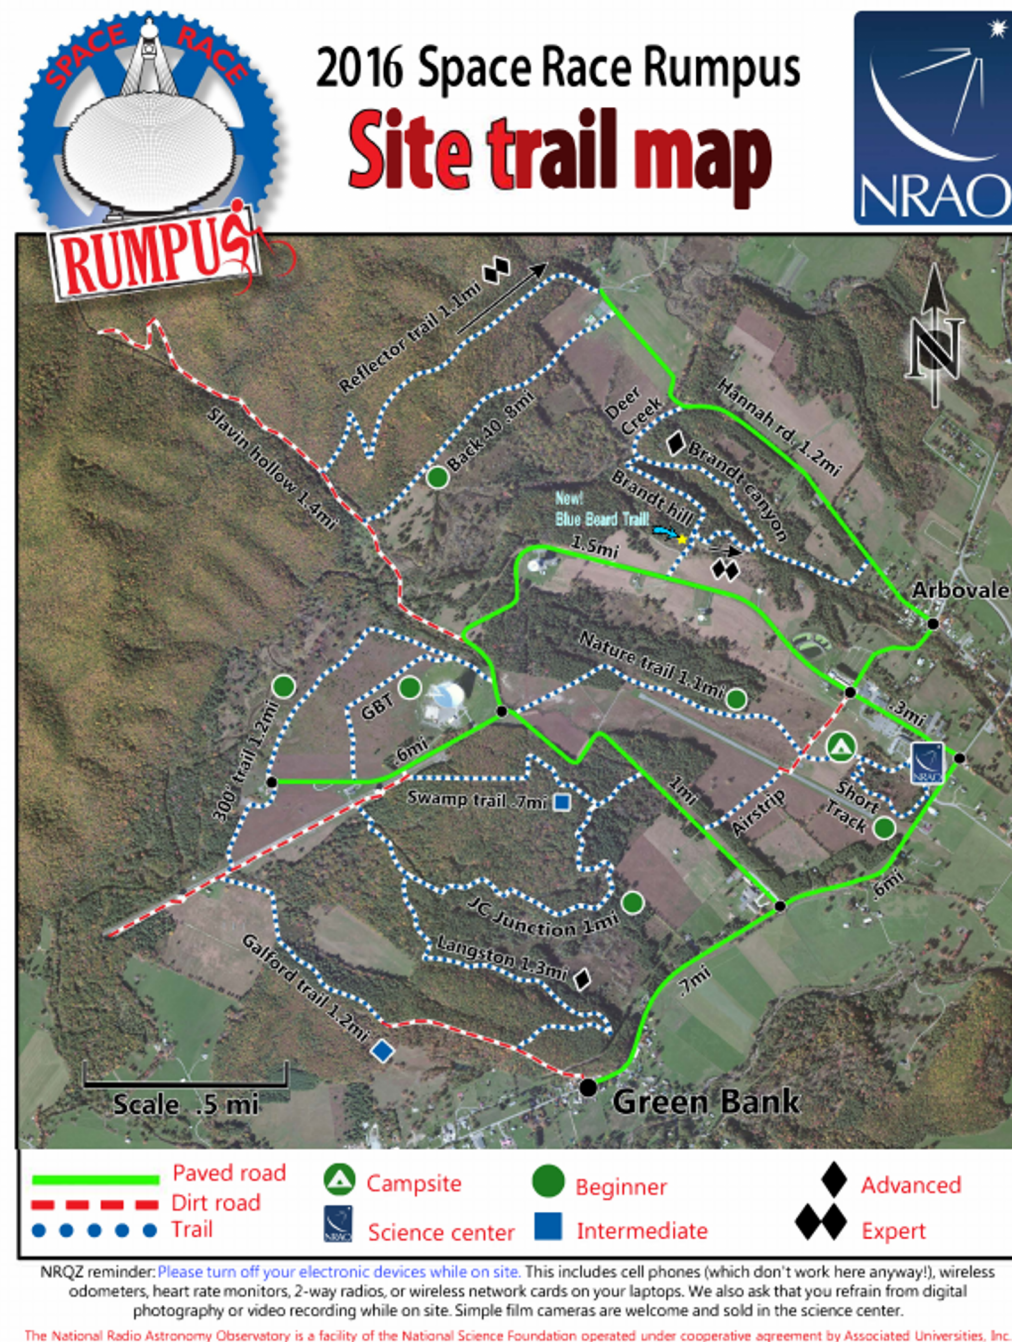 SPACE RACE
RUMPUS
2016 Space Race Rumpus
Site trail map
NRAO
N
Reflector trail 1.1mi
Back 40 .8mi
Slavin hollow 1.4mi
Deer
Creek
Hannah rd. 1.2mi
Brandt canyon
Brandt hill
New!
Blue Beard Trail!
1.5mi
Arbovale
Nature trail 1.1mi
.3mi
GBT
300' trail 1.2mi
.6mi
NRAO
Swamp trail .7mi
1mi
Airstrip
Short
Track
.6mi
JC Junction 1mi
Langston 1.3mi
.7mi
Galford trail 1.2mi
Scale .5 mi
Green Bank
Paved road
Dirt road
Trail
Campsite
NRAO
Science center
Beginner
Intermediate
Advanced
Expert
NRQZ reminder: Please turn off your electronic devices while on site. This includes cell phones (which don't work here anyway!), wireless
odometers, heart rate monitors, 2-way radios, or wireless network cards on your laptops. We also ask that you refrain from digital
photography or video recording while on site. Simple film cameras are welcome and sold in the science center.
The National Radio Astronomy Observatory is a facility of the National Science Foundation operated under cooperative agreement by Associated Universities, Inc.